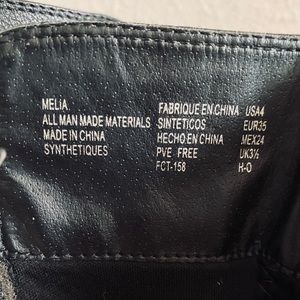 MELiA
ALL MAN MADE MATERIALS
MADE IN CHINA
SYNTHETIQUES
FABRIQUE EN CHINA USA4
SINTETICOS EUR35
HECHO EN CHINA MEX24
PVE FREE UK3½
FCT-158 H-O